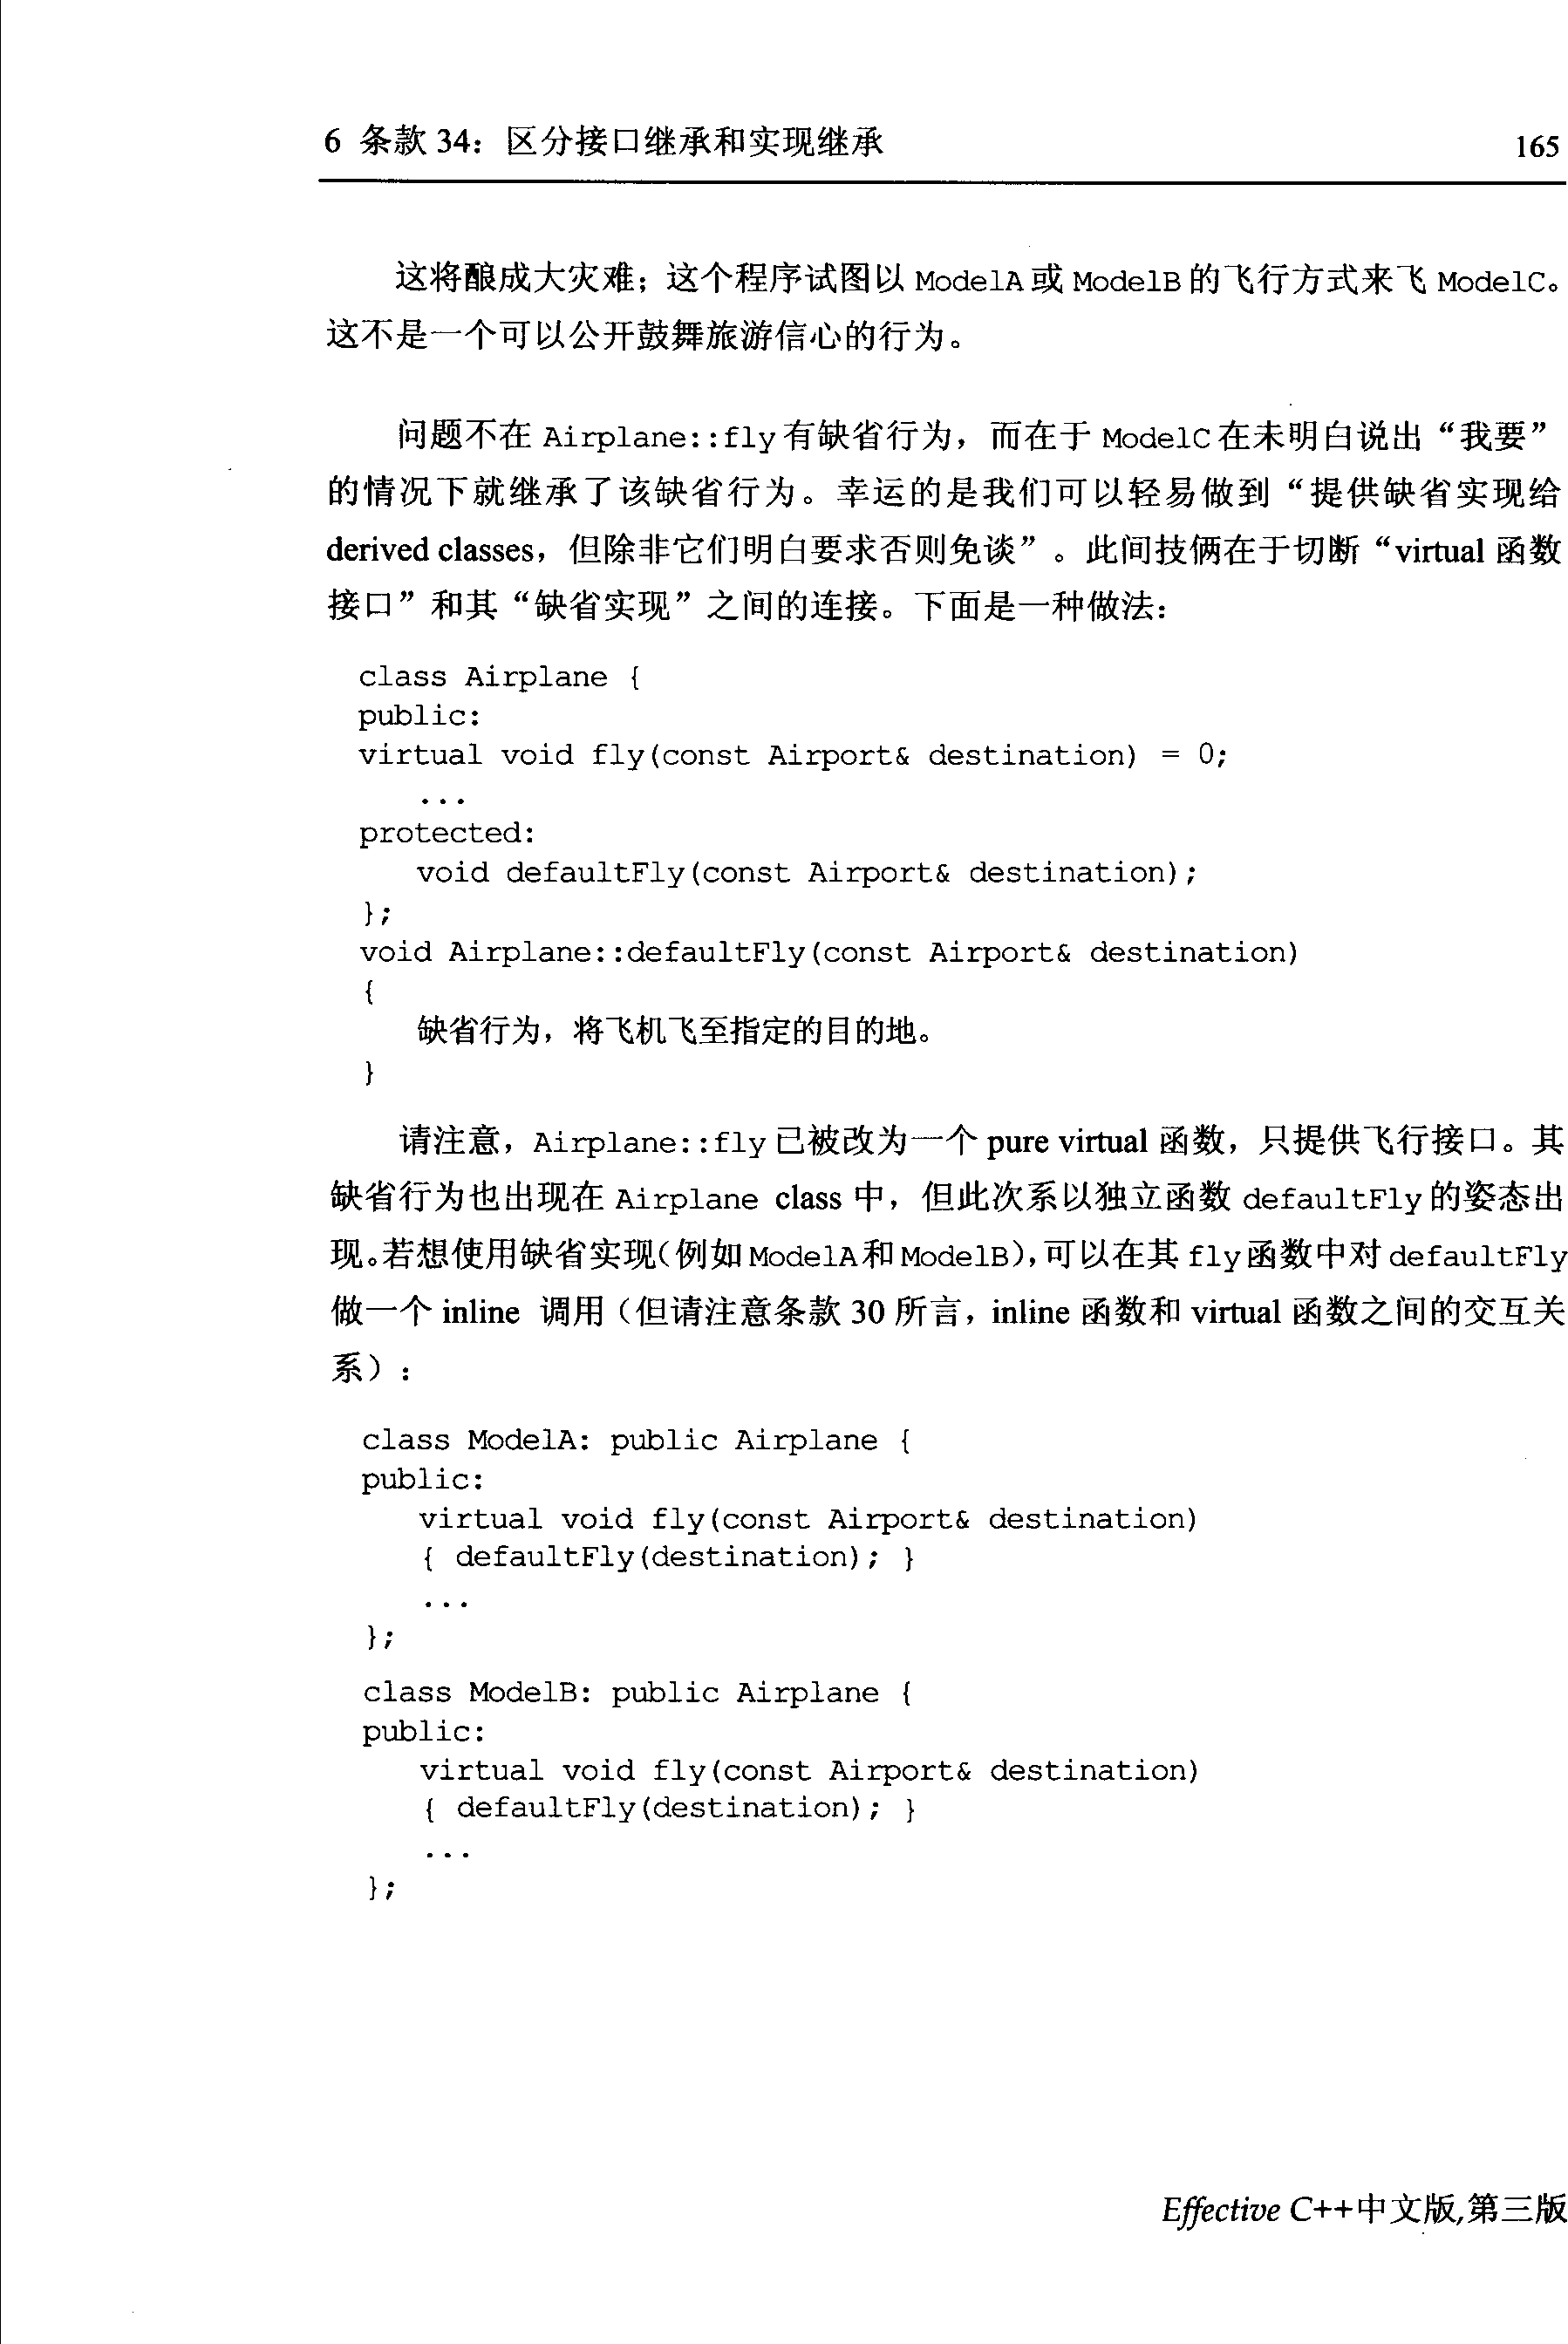 6 条款 34：区分接口继承和实现继承
165
这将酿成大灾难；这个程序试图以 ModelA 或 ModelB 的飞行方式来飞 ModelC。
这不是一个可以公开鼓舞旅游信心的行为。
问题不在 Airplane::fly 有缺省行为，而在于 ModelC 在未明白说出“我要”
的情况下就继承了该缺省行为。幸运的是我们可以轻易做到“提供缺省实现给
derived classes，但除非它们明白要求否则免谈”。此间技俩在于切断“virtual 函数
接口”和其“缺省实现”之间的连接。下面是一种做法：
class Airplane {
public:
virtual void fly(const Airport& destination) = 0;
...
protected:
void defaultFly(const Airport& destination);
};
void Airplane::defaultFly(const Airport& destination)
{
缺省行为，将飞机飞至指定的目的地。
}
请注意，Airplane::fly 已被改为一个 pure virtual 函数，只提供飞行接口。其
缺省行为也出现在 Airplane class 中，但此次系以独立函数 defaultFly 的姿态出
现。若想使用缺省实现（例如 ModelA 和 ModelB），可以在其 fly 函数中对 defaultFly
做一个 inline 调用（但请注意条款 30 所言，inline 函数和 virtual 函数之间的交互关
系）：
class ModelA: public Airplane {
public:
virtual void fly(const Airport& destination)
{ defaultFly(destination); }
...
};
class ModelB: public Airplane {
public:
virtual void fly(const Airport& destination)
{ defaultFly(destination); }
...
};
Effective C++中文版,第三版